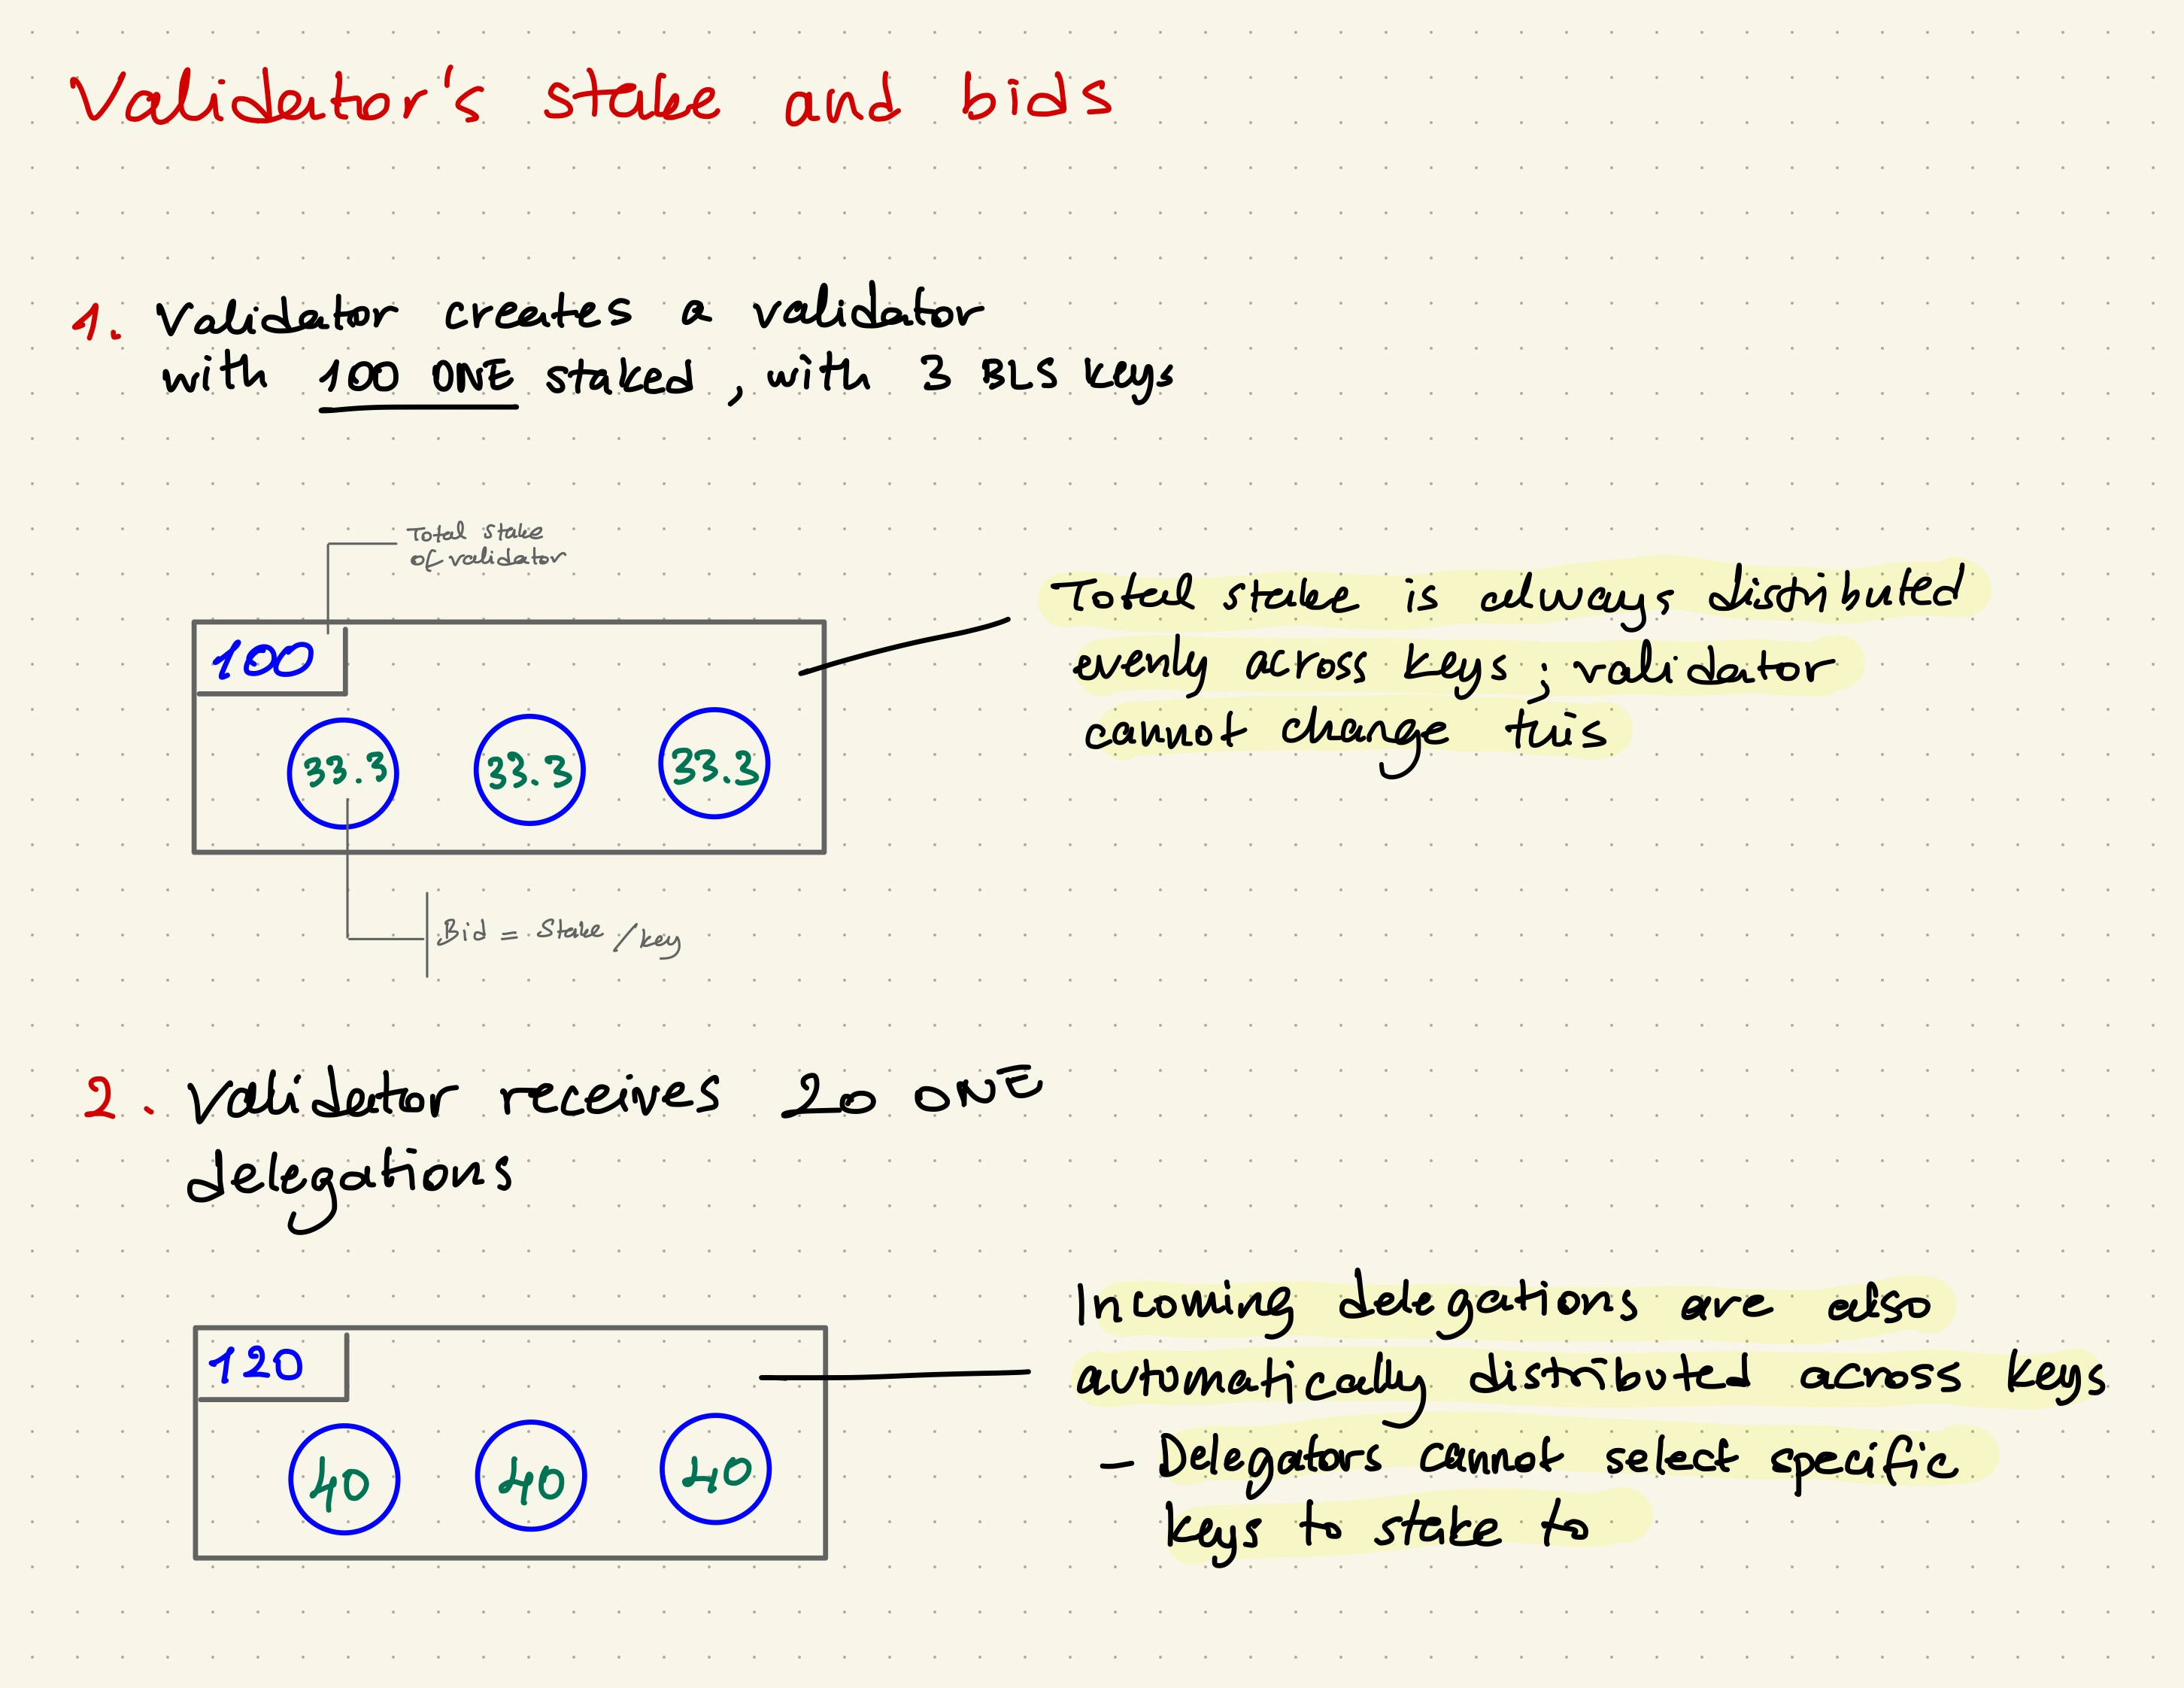 Validator's stake and bids
1. Validator creates a validator
with 100 ONE staked, with 3 BLS keys
Total stake
of validator
100
33.3 33.3 33.3
Bid = Stake/key
Total stake is always distributed
evenly across keys; validator
cannot change this
2. Validator receives 20 ONE
delegations
120
40 40 40
Incoming delegations are also
automatically distributed across keys
- Delegators cannot select specific
keys to stake to